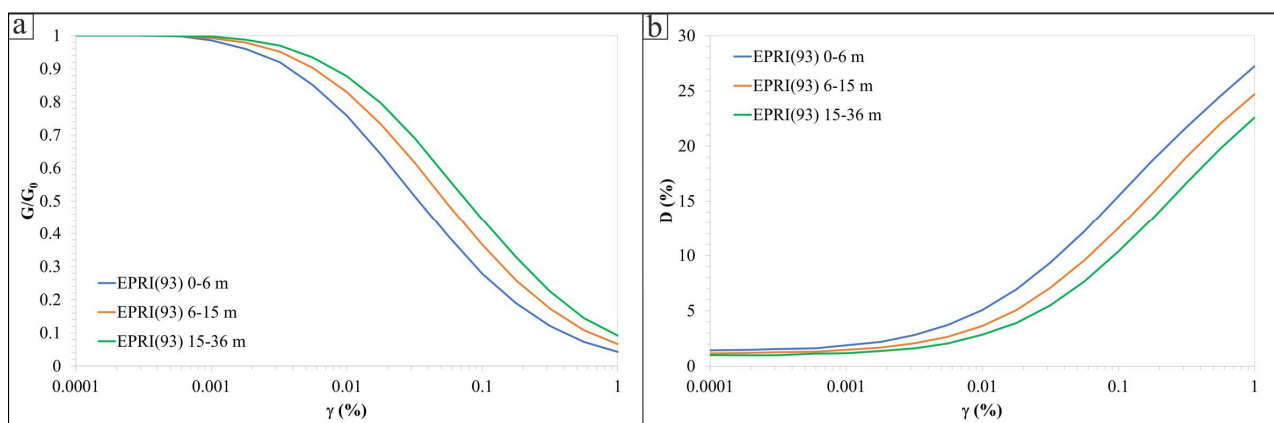 a
1
0.9
0.8
0.7
0.6
0.5
0.4
0.3
0.2
0.1
0
G/G₀
EPRI(93) 0-6 m
EPRI(93) 6-15 m
EPRI(93) 15-36 m
0.0001 0.001 0.01 0.1 1
γ (%)
b
30
25
20
15
10
5
0
D (%)
EPRI(93) 0-6 m
EPRI(93) 6-15 m
EPRI(93) 15-36 m
0.0001 0.001 0.01 0.1 1
γ (%)